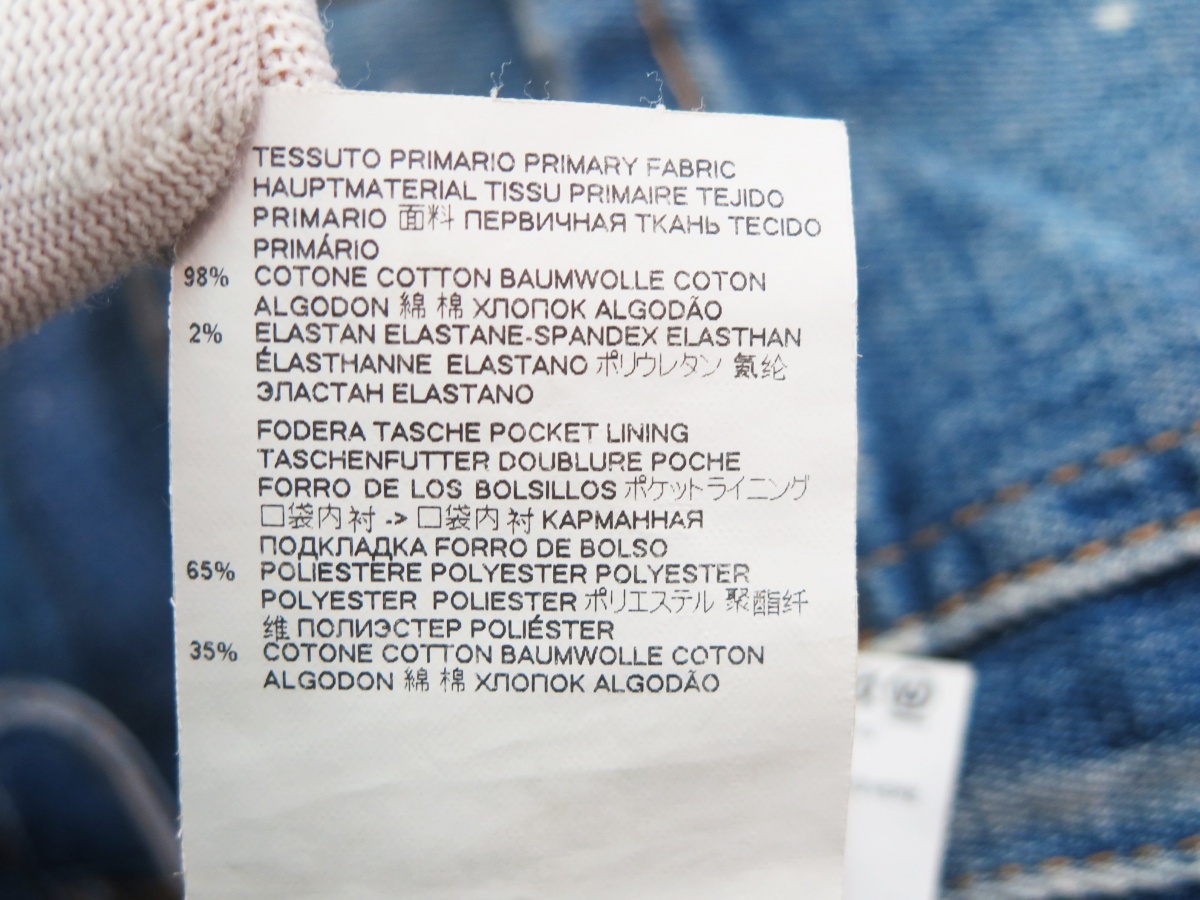 TESSUTO PRIMARIO PRIMARY FABRIC
HAUPTMATERIAL TISSU PRIMAIRE TEJIDO
PRIMARIO 面料 ПЕРВИЧНАЯ ТКАНЬ TECIDO
PRIMÁRIO
98% COTONE COTTON BAUMWOLLE COTON
ALGODON 綿 棉 ХЛОПОК ALGODÃO
2% ELASTAN ELASTANE-SPANDEX ELASTHAN
ÉLASTHANNE ELASTANO ポリウレタン 氨纶
ЭЛАСТАН ELASTANO
FODERA TASCHE POCKET LINING
TASCHENFUTTER DOUBLURE POCHE
FORRO DE LOS BOLSILLOS ポケットライニング
口袋内衬 -> 口袋内衬 КАРМАННАЯ
ПОДКЛАДКА FORRO DE BOLSO
65% POLIESTERE POLYESTER POLYESTER
POLYESTER POLIESTER ポリエステル 聚酯纤
维 ПОЛИЭСТЕР POLIÉSTER
35% COTONE COTTON BAUMWOLLE COTON
ALGODON 綿 棉 ХЛОПОК ALGODÃO